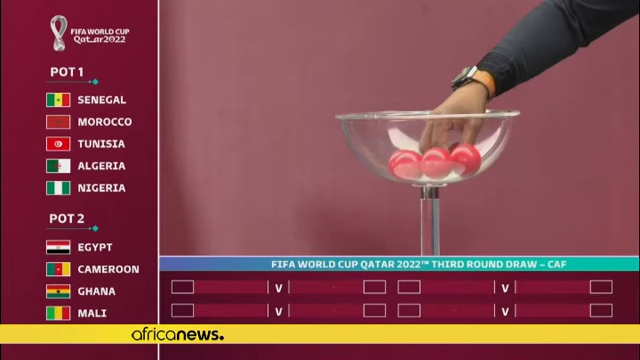 FIFA WORLD CUP
Qatar2022
POT 1
SENEGAL
MOROCCO
TUNISIA
ALGERIA
NIGERIA
POT 2
EGYPT
CAMEROON
GHANA
MALI
FIFA WORLD CUP QATAR 2022™ THIRD ROUND DRAW – CAF
V V
V V
africanews.